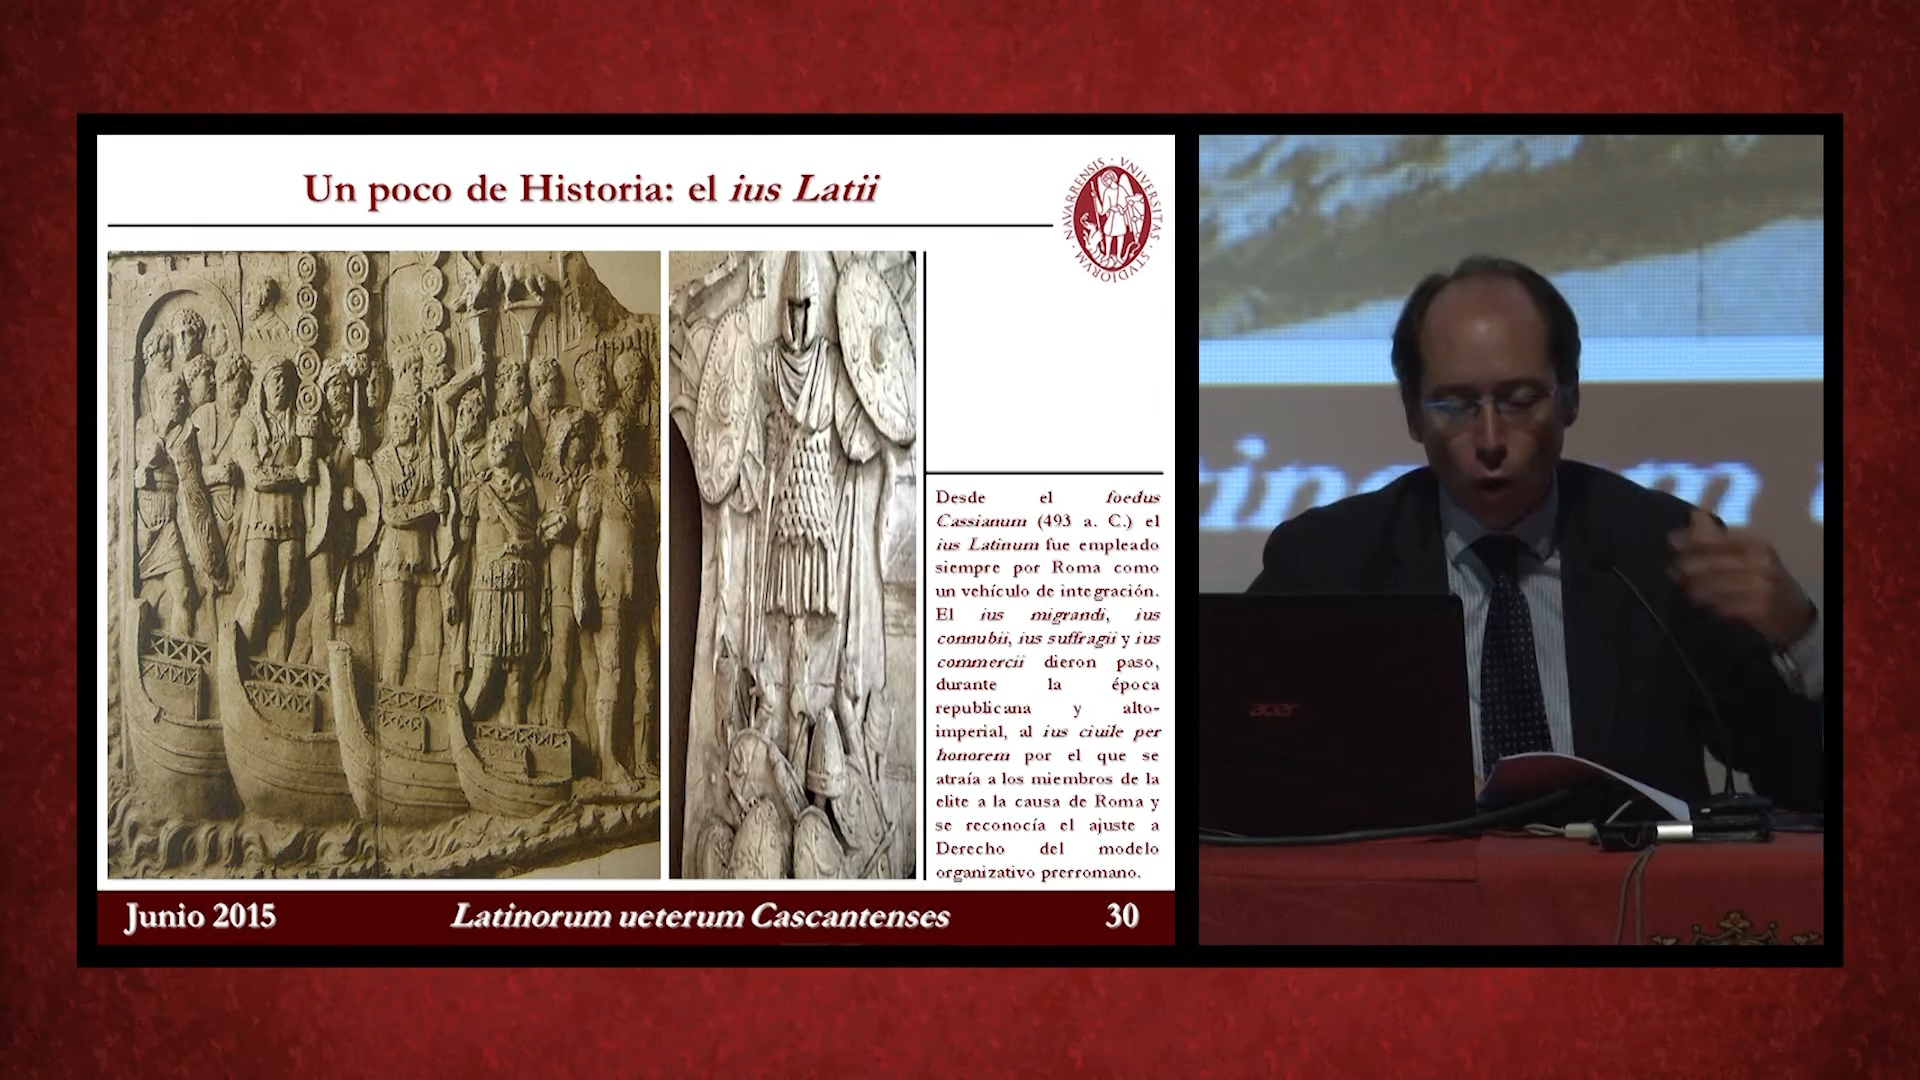 Un poco de Historia: el ius Latii
NAVARRENSIS · VNIVERSITAS · STVDIORVM ·
Desde el foedus
Cassianum (493 a. C.) el
ius Latinum fue empleado
siempre por Roma como
un vehículo de integración.
El ius migrandi, ius
connubii, ius suffragii y ius
commercii dieron paso,
durante la época
republicana y alto-
imperial, al ius ciuile per
honorem por el que se
atraía a los miembros de la
elite a la causa de Roma y
se reconocía el ajuste a
Derecho del modelo
organizativo prerromano.
Junio 2015 Latinorum ueterum Cascantenses 30
acer